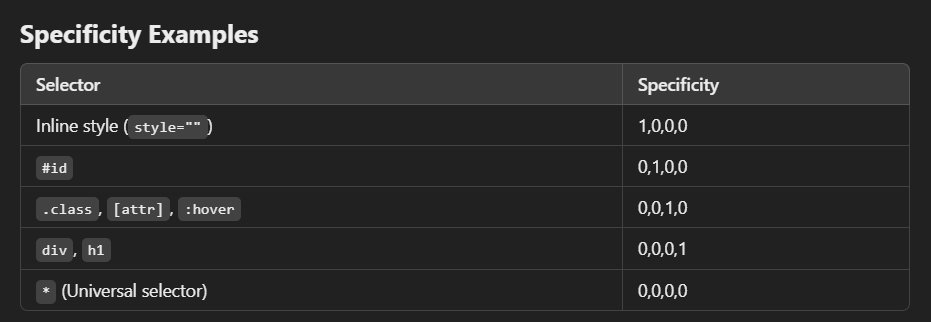 Specificity Examples
Selector Specificity
Inline style (style="") 1,0,0,0
#id 0,1,0,0
.class, [attr], :hover 0,0,1,0
div, h1 0,0,0,1
* (Universal selector) 0,0,0,0